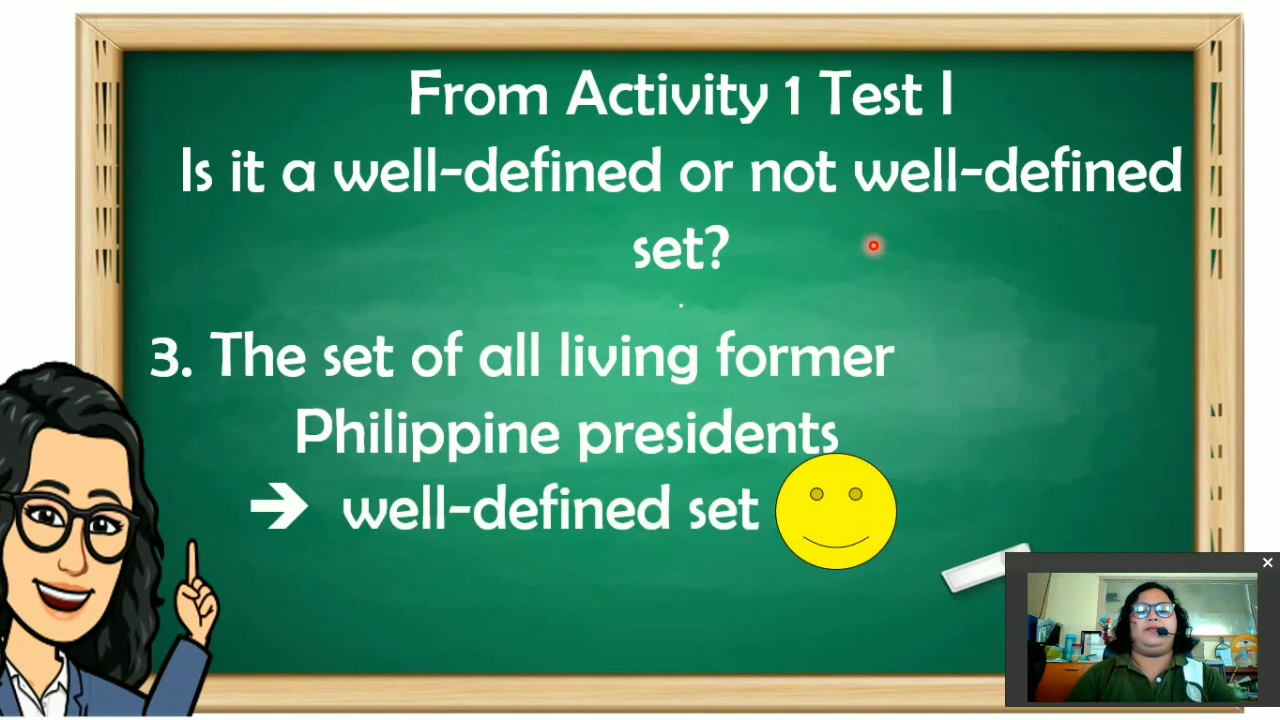 From Activity 1 Test I
Is it a well-defined or not well-defined
set?
.
3. The set of all living former
Philippine presidents
➔ well-defined set